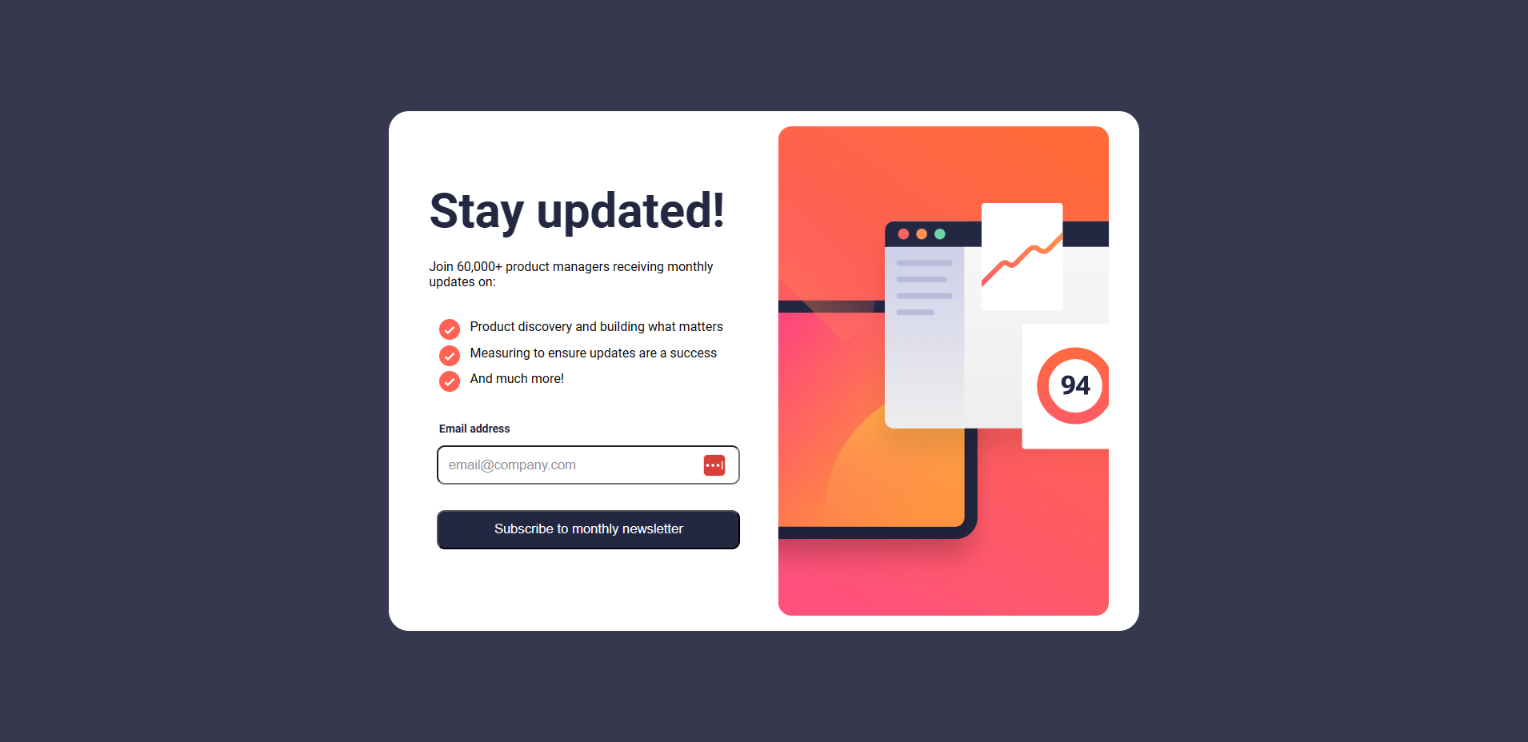 Stay updated!
Join 60,000+ product managers receiving monthly
updates on:
Product discovery and building what matters
Measuring to ensure updates are a success
And much more!
Email address
email@company.com
Subscribe to monthly newsletter
94